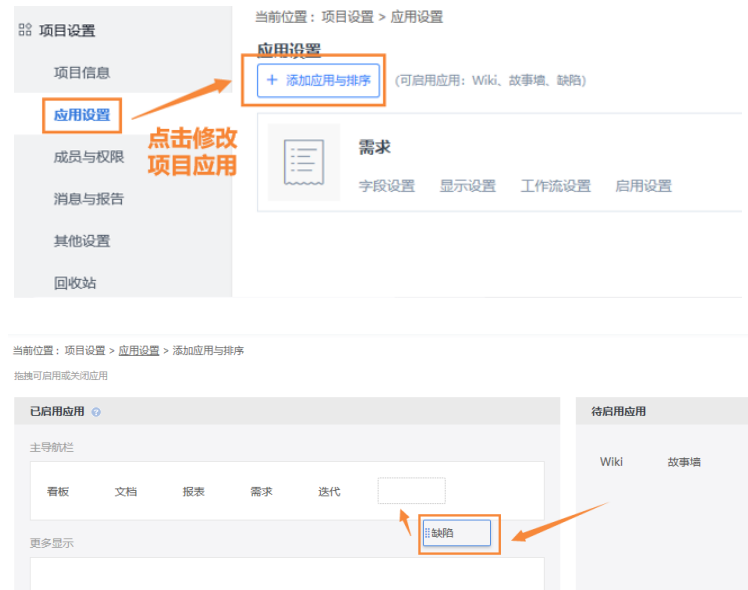 项目设置
项目信息
应用设置
成员与权限
消息与报告
其他设置
回收站
点击修改
项目应用
当前位置：项目设置 > 应用设置
应用设置
+ 添加应用与排序 (可启用应用：Wiki、故事墙、缺陷)
需求
字段设置 显示设置 工作流设置 启用设置
当前位置：项目设置 > 应用设置 > 添加应用与排序
拖拽可启用或关闭应用
已启用应用 ?
主导航栏
看板 文档 报表 需求 迭代
缺陷
更多显示
待启用应用
Wiki 故事墙